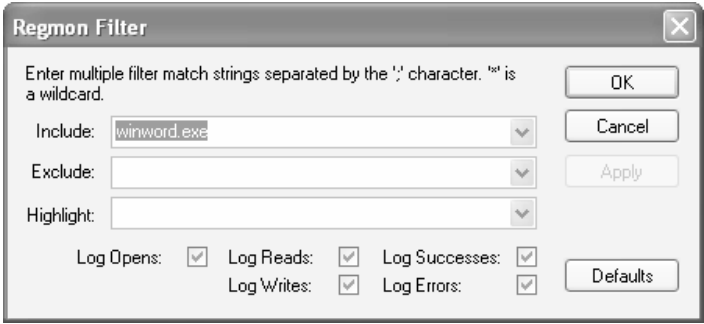 Regmon Filter
Enter multiple filter match strings separated by the ';' character. '*' is
a wildcard.
OK
Include: winword.exe
Cancel
Exclude:
Apply
Highlight:
Log Opens: Log Reads: Log Successes:
Log Writes: Log Errors:
Defaults